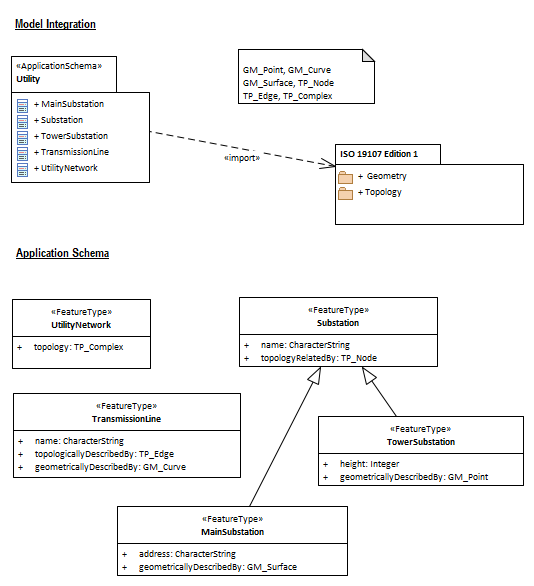 Model Integration
«ApplicationSchema»
Utility
+ MainSubstation
+ Substation
+ TowerSubstation
+ TransmissionLine
+ UtilityNetwork
GM_Point, GM_Curve
GM_Surface, TP_Node
TP_Edge, TP_Complex
«import»
ISO 19107 Edition 1
+ Geometry
+ Topology
Application Schema
«FeatureType»
UtilityNetwork
+ topology: TP_Complex
«FeatureType»
Substation
+ name: CharacterString
+ topologyRelatedBy: TP_Node
«FeatureType»
TransmissionLine
+ name: CharacterString
+ topologicallyDescribedBy: TP_Edge
+ geometricallyDescribedBy: GM_Curve
«FeatureType»
TowerSubstation
+ height: Integer
+ geometricallyDescribedBy: GM_Point
«FeatureType»
MainSubstation
+ address: CharacterString
+ geometricallyDescribedBy: GM_Surface